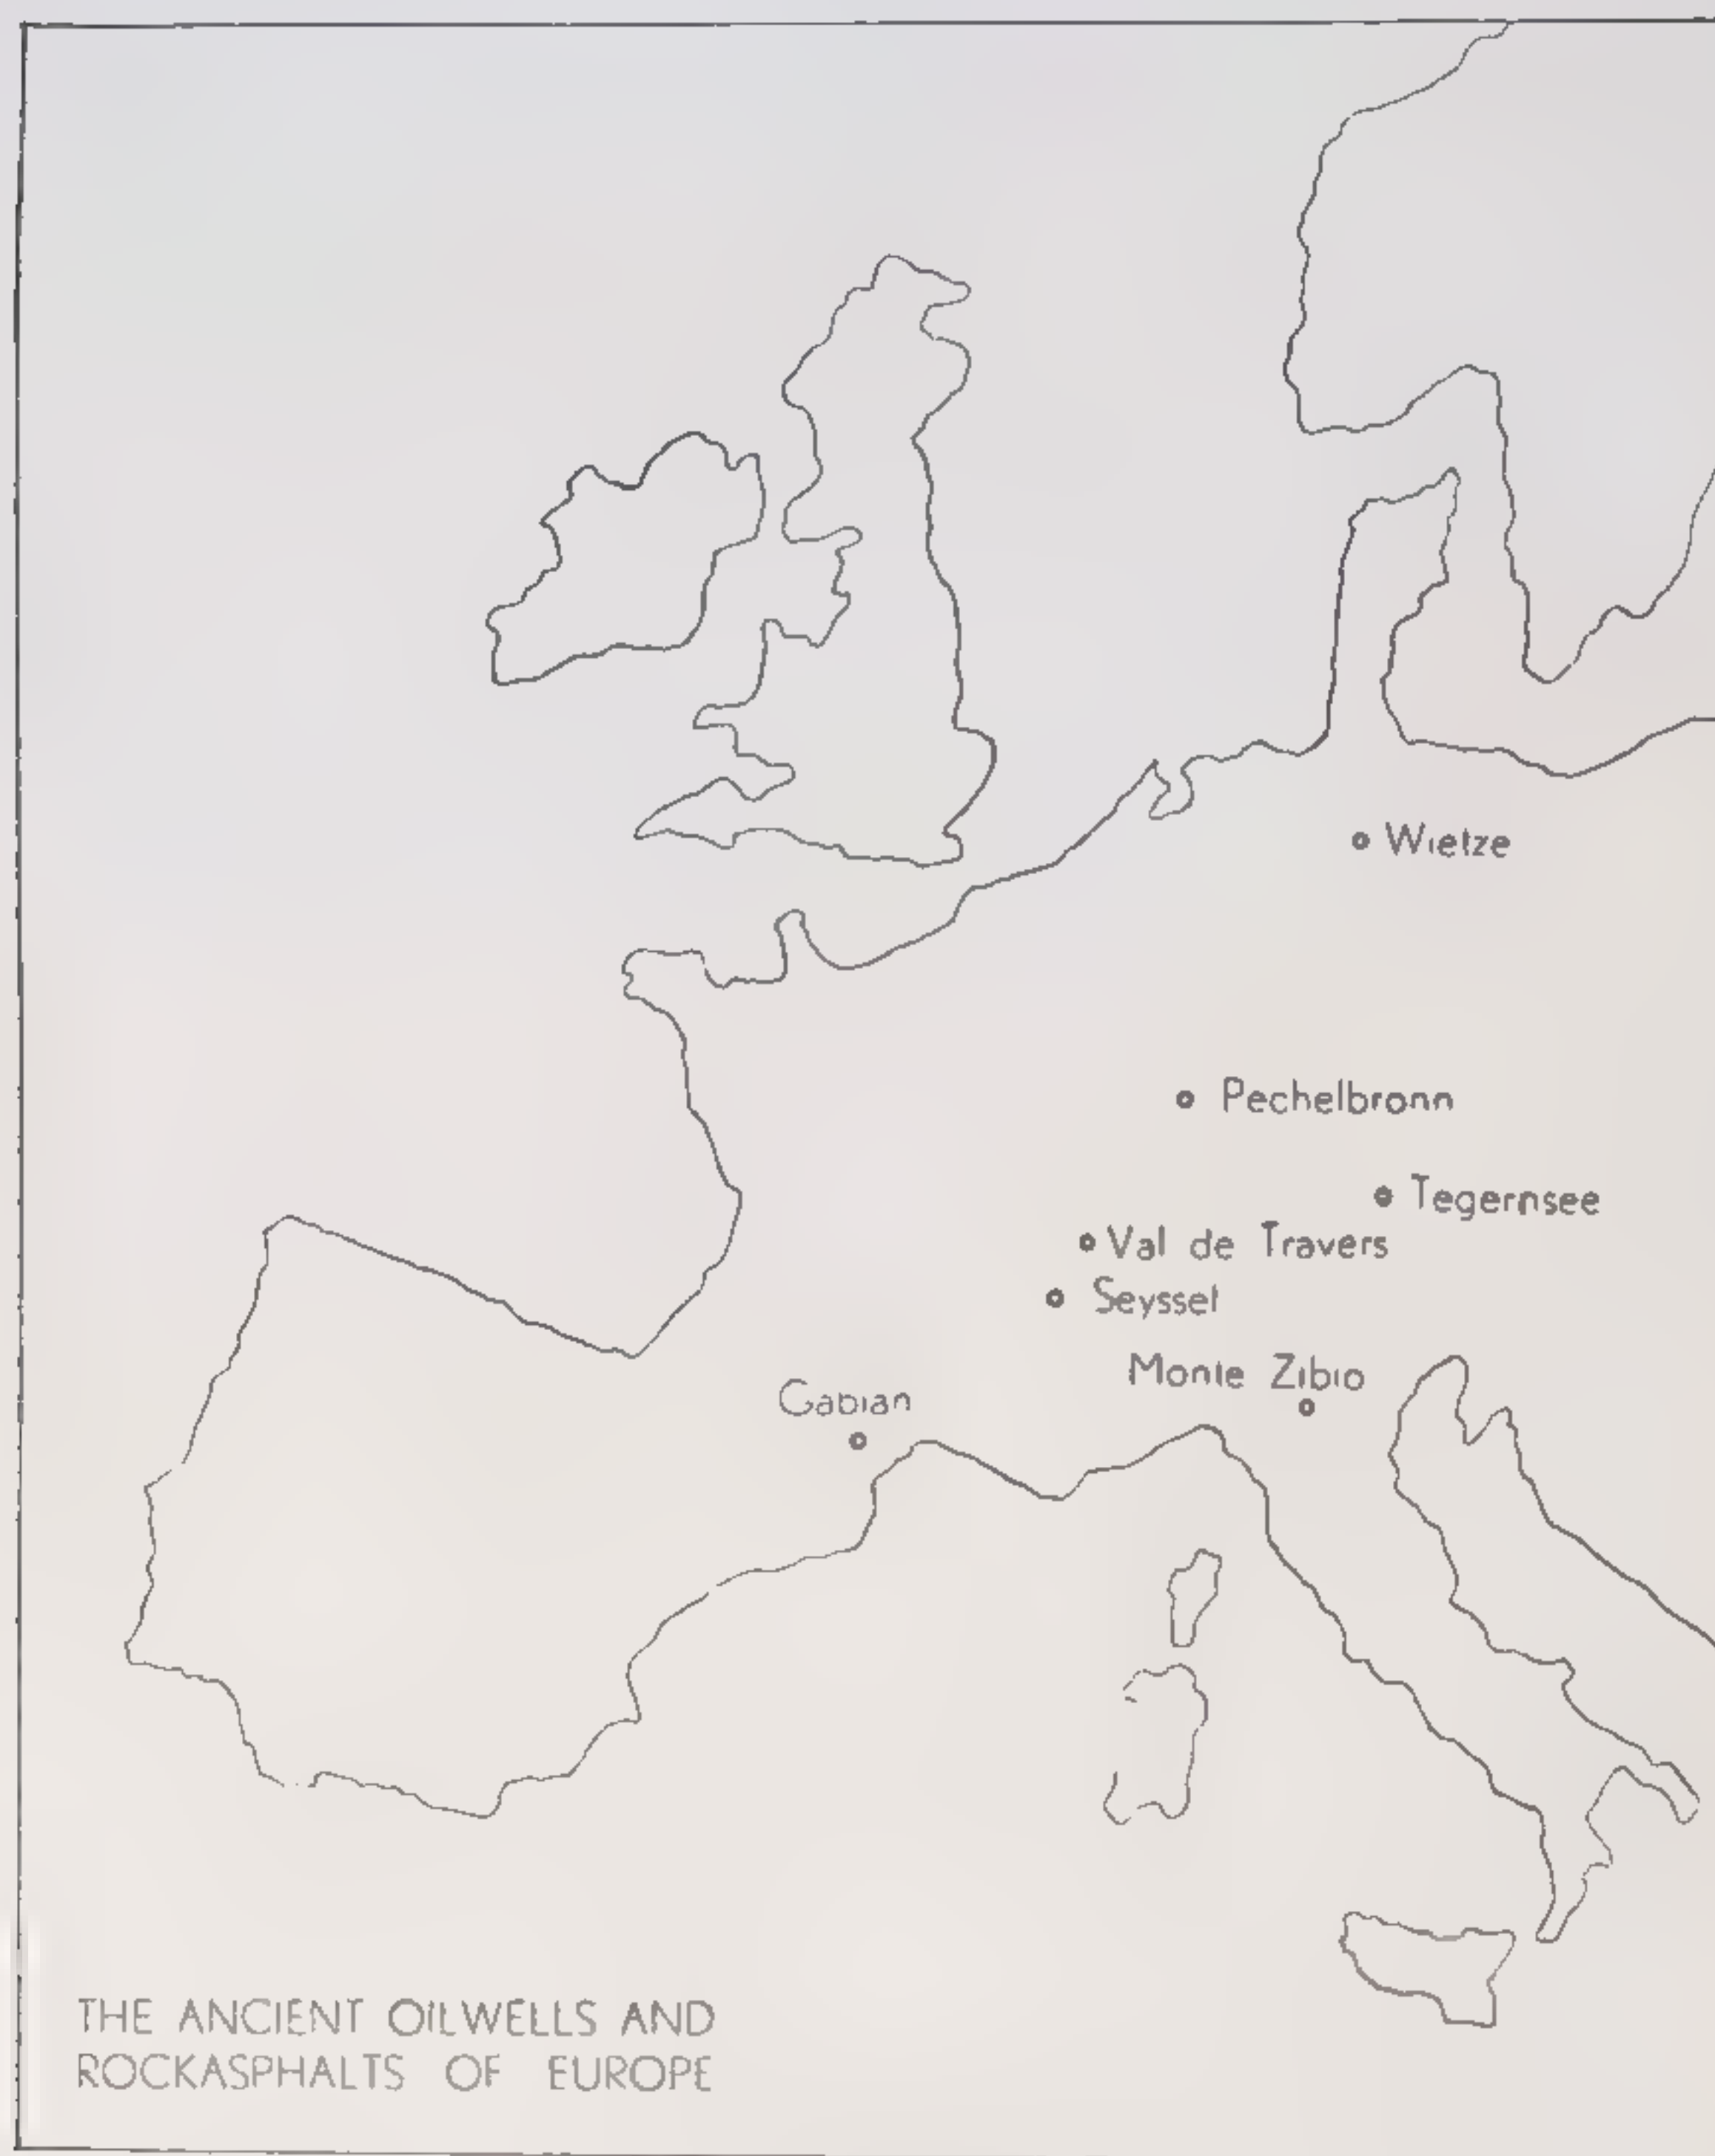 Wietze
Pechelbronn
Tegernsee
Val de Travers
Seyssel
Monte Zibio
Gabian
THE ANCIENT OILWELLS AND
ROCKASPHALTS OF EUROPE